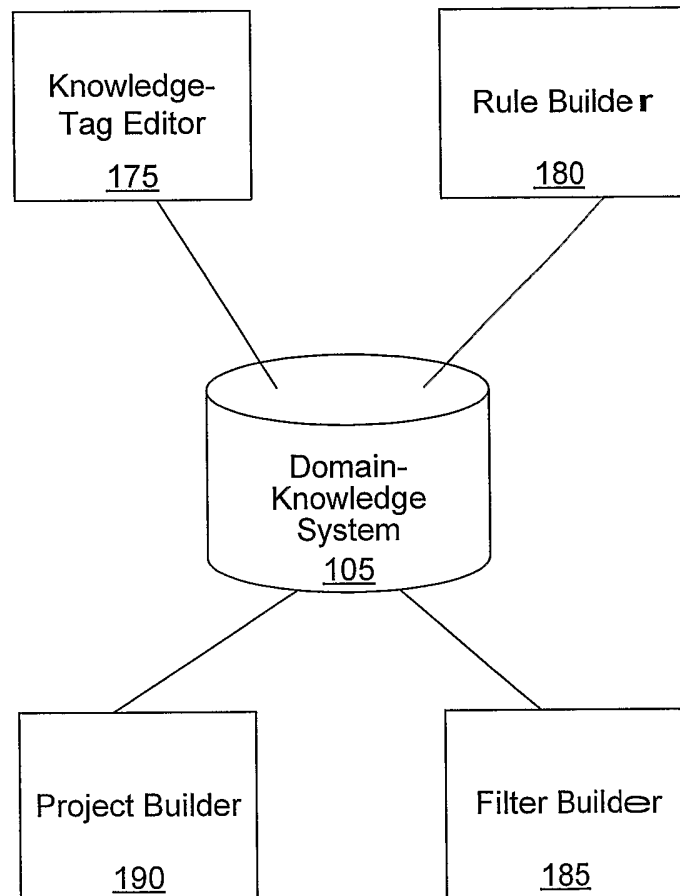 Knowledge-
Tag Editor
175
Rule Builder
180
Domain-
Knowledge
System
105
Project Builder
190
Filter Builder
185